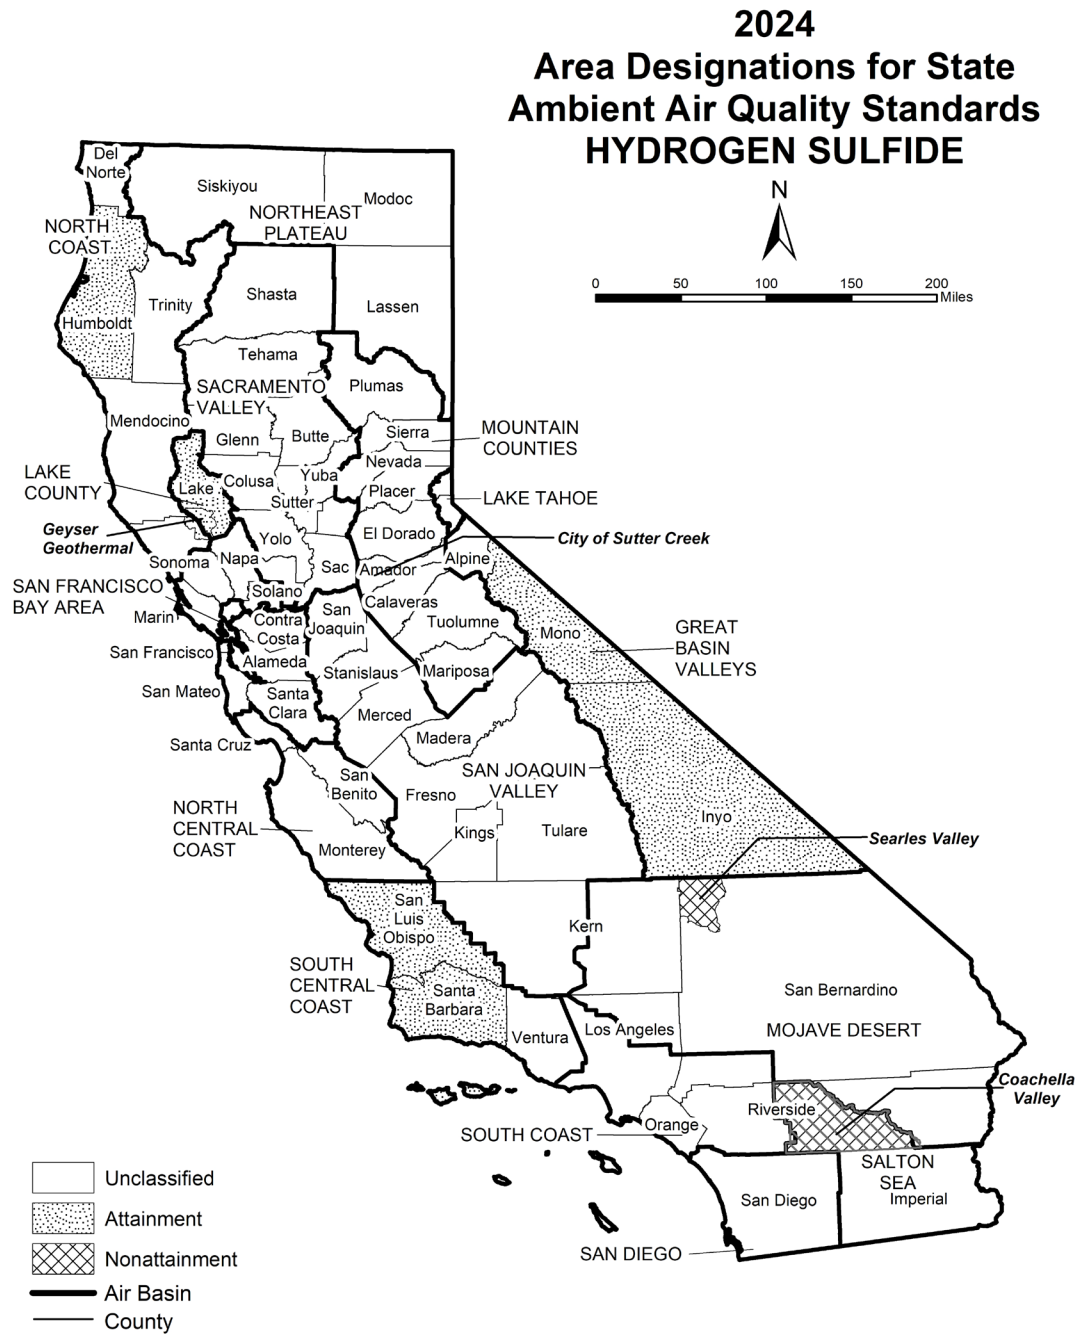 2024
Area Designations for State
Ambient Air Quality Standards
HYDROGEN SULFIDE
N
0 50 100 150 200
Miles
Del
Norte
Siskiyou
Modoc
NORTHEAST
PLATEAU
NORTH
COAST
Shasta
Trinity
Lassen
Humboldt
Tehama
Plumas
SACRAMENTO
VALLEY
Mendocino
Glenn
Butte
Sierra
MOUNTAIN
COUNTIES
Nevada
LAKE
COUNTY
Lake
Colusa
Yuba
Placer
Sutter
LAKE TAHOE
Geyser
Geothermal
El Dorado
City of Sutter Creek
Yolo
Sonoma
Napa
Sac
Amador
Alpine
SAN FRANCISCO
BAY AREA
Solano
Calaveras
Marin
Contra
Costa
San
Joaquin
Tuolumne
Mono
GREAT
BASIN
VALLEYS
San Francisco
Alameda
Stanislaus
Mariposa
San Mateo
Santa
Clara
Merced
Santa Cruz
Madera
San
Benito
SAN JOAQUIN
VALLEY
Fresno
NORTH
CENTRAL
COAST
Kings
Tulare
Inyo
Searles Valley
Monterey
San
Luis
Obispo
Kern
SOUTH
CENTRAL
COAST
Santa
Barbara
San Bernardino
Ventura
Los Angeles
MOJAVE DESERT
Coachella
Valley
Riverside
Orange
SOUTH COAST
SALTON
SEA
Imperial
San Diego
SAN DIEGO
Unclassified
Attainment
Nonattainment
Air Basin
County